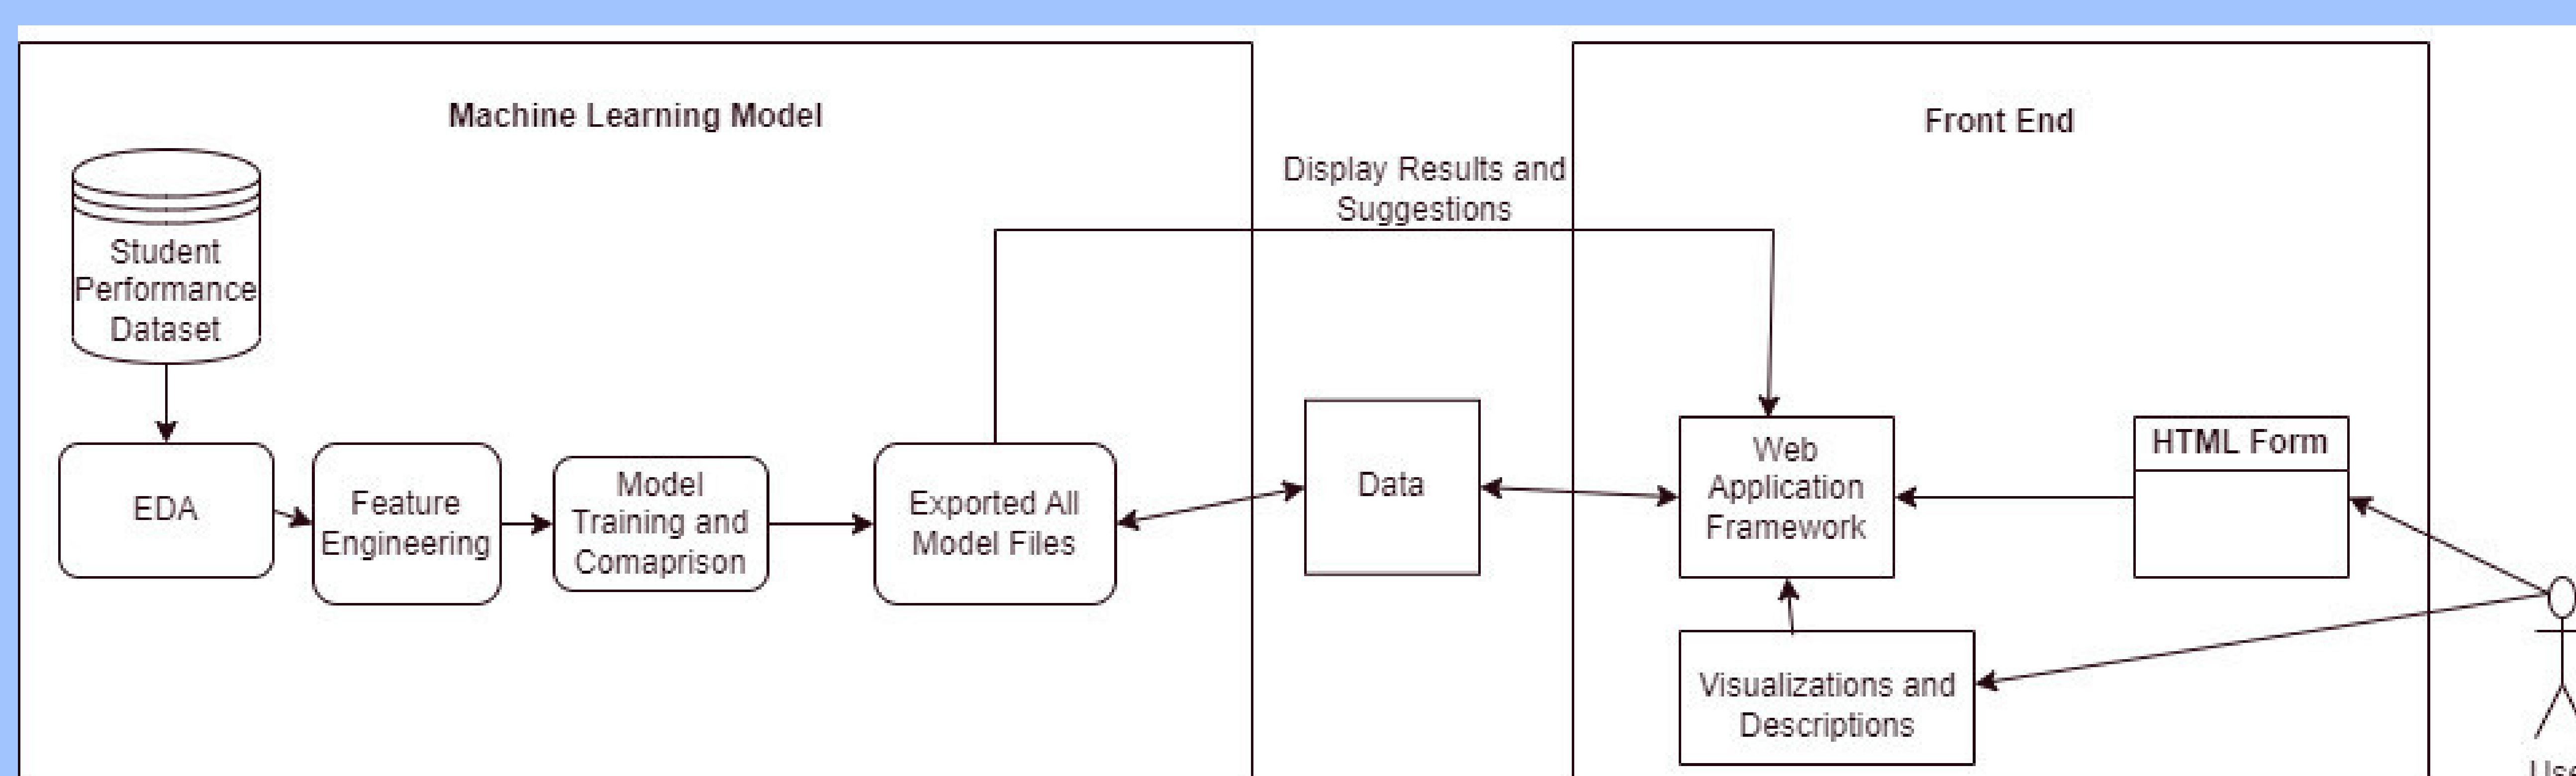 Machine Learning Model
Front End
Display Results and
Suggestions
Student
Performance
Dataset
EDA
Feature
Engineering
Model
Training and
Comaprison
Exported All
Model Files
Data
Web
Application
Framework
HTML Form
Visualizations and
Descriptions